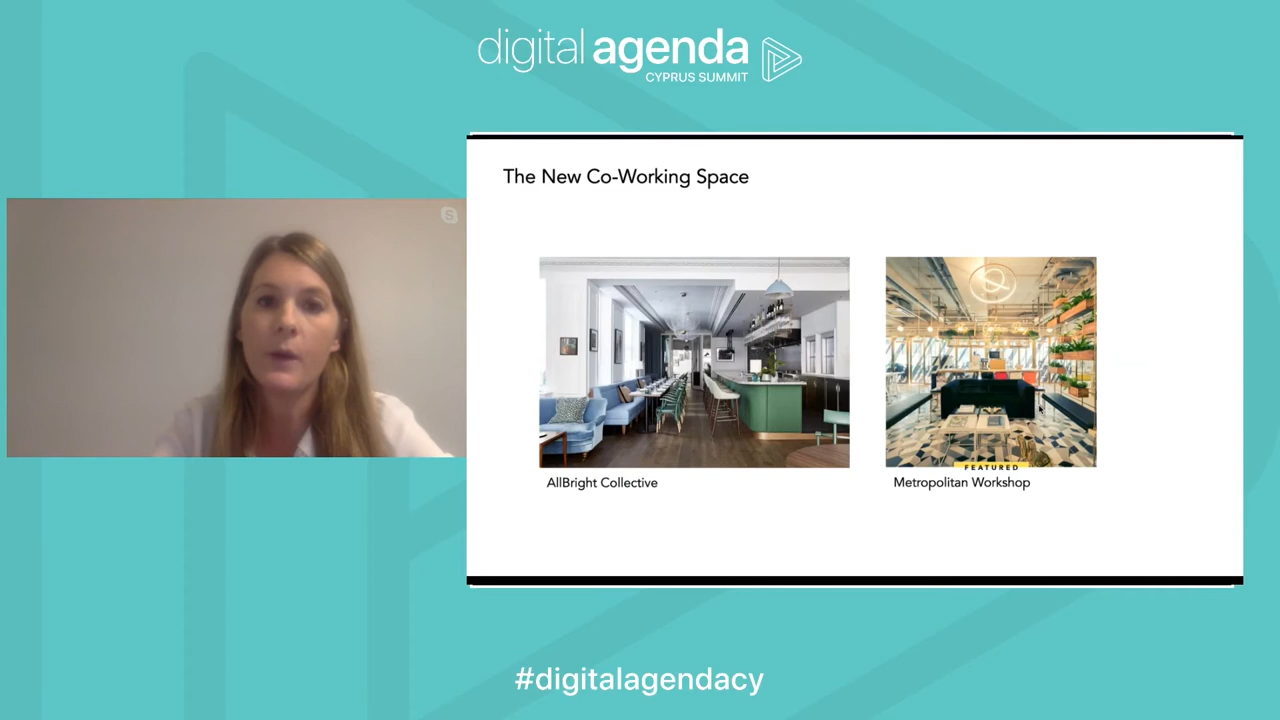 digital agenda
CYPRUS SUMMIT
The New Co-Working Space
FEATURED
AllBright Collective
Metropolitan Workshop
#digitalagendacy